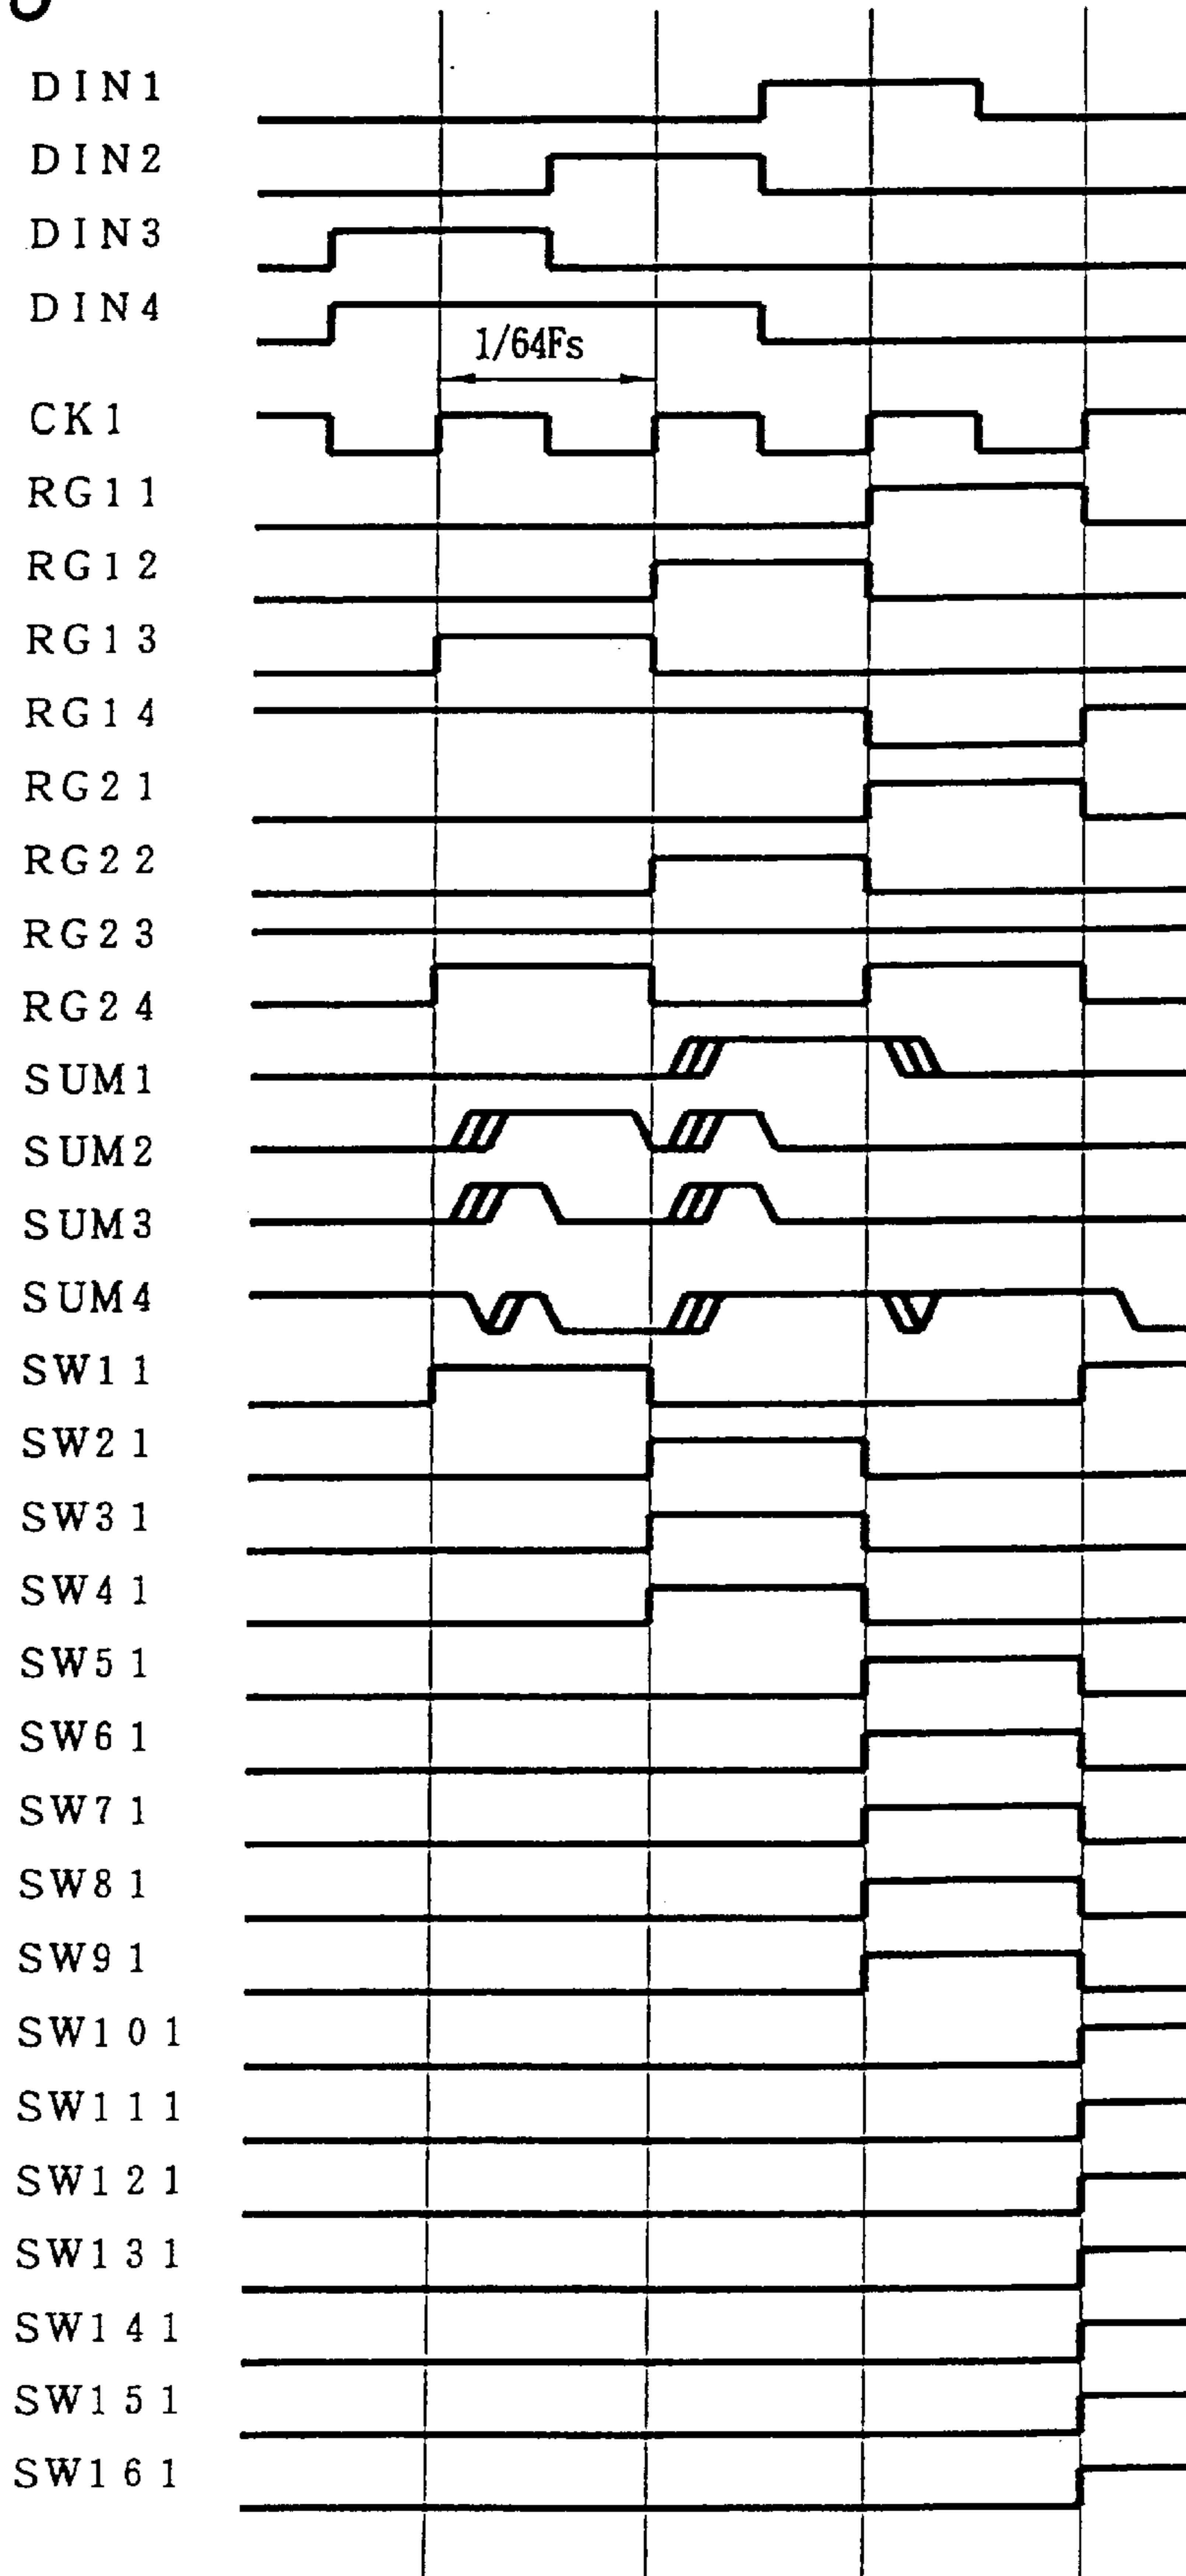 DIN1
DIN2
DIN3
DIN4
1/64Fs
CK1
RG11
RG12
RG13
RG14
RG21
RG22
RG23
RG24
SUM1
SUM2
SUM3
SUM4
SW11
SW21
SW31
SW41
SW51
SW61
SW71
SW81
SW91
SW101
SW111
SW121
SW131
SW141
SW151
SW161